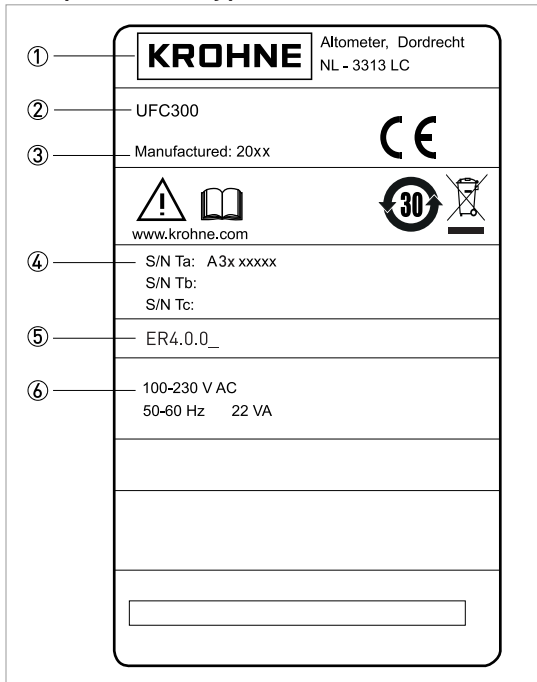 ① KROHNE Altometer, Dordrecht
NL - 3313 LC
② UFC300
CE
③ Manufactured: 20xx
30
www.krohne.com
④ S/N Ta: A3x xxxxx
S/N Tb:
S/N Tc:
⑤ ER4.0.0_
⑥ 100-230 V AC
50-60 Hz 22 VA